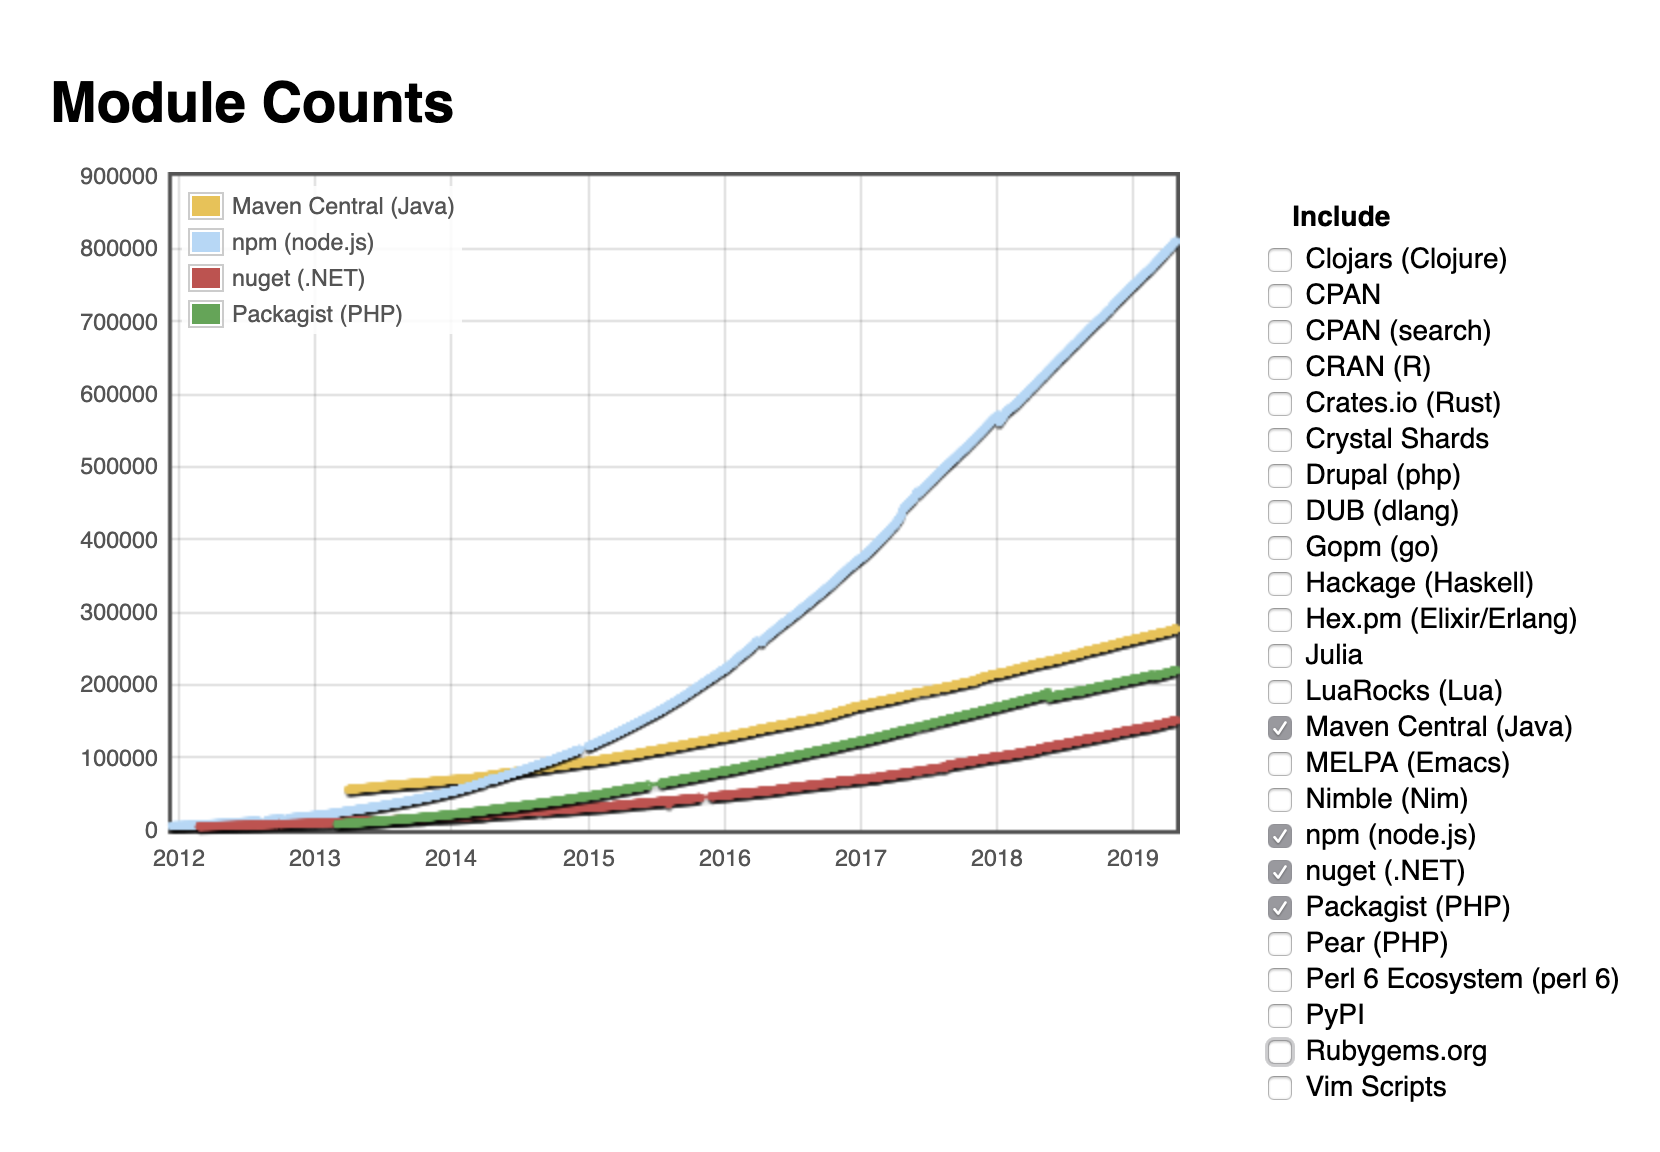 Module Counts
900000
800000
700000
600000
500000
400000
300000
200000
100000
0
Maven Central (Java)
npm (node.js)
nuget (.NET)
Packagist (PHP)
2012 2013 2014 2015 2016 2017 2018 2019
Include
Clojars (Clojure)
CPAN
CPAN (search)
CRAN (R)
Crates.io (Rust)
Crystal Shards
Drupal (php)
DUB (dlang)
Gopm (go)
Hackage (Haskell)
Hex.pm (Elixir/Erlang)
Julia
LuaRocks (Lua)
Maven Central (Java)
MELPA (Emacs)
Nimble (Nim)
npm (node.js)
nuget (.NET)
Packagist (PHP)
Pear (PHP)
Perl 6 Ecosystem (perl 6)
PyPI
Rubygems.org
Vim Scripts